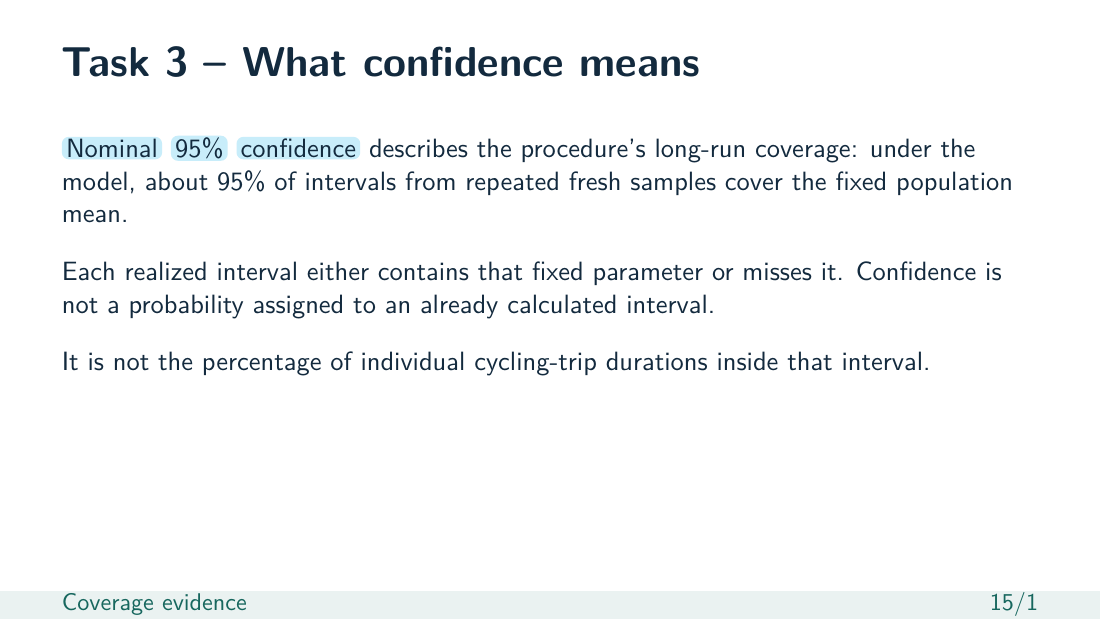 Task 3 – What confidence means
Nominal 95% confidence describes the procedure's long-run coverage: under the
model, about 95% of intervals from repeated fresh samples cover the fixed population
mean.
Each realized interval either contains that fixed parameter or misses it. Confidence is
not a probability assigned to an already calculated interval.
It is not the percentage of individual cycling-trip durations inside that interval.
Coverage evidence
15/1